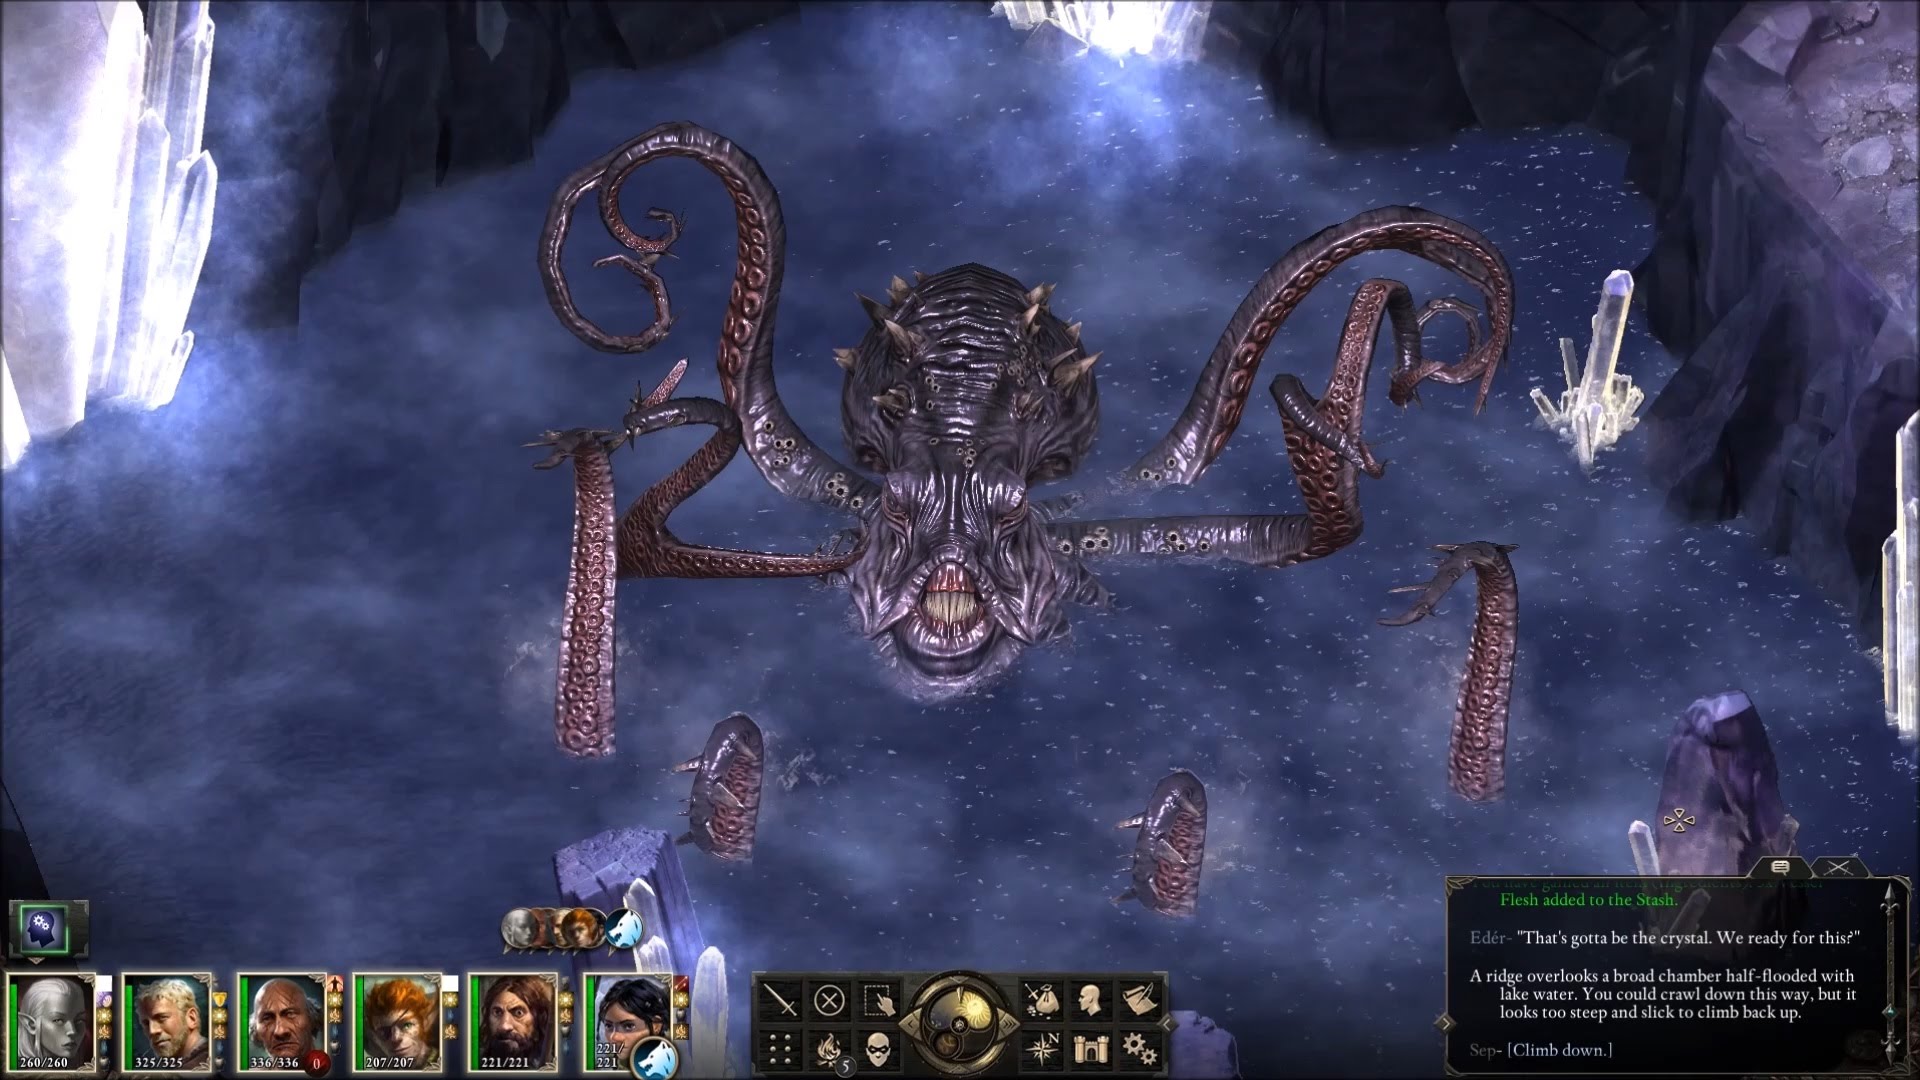 Flesh added to the Stash.
Edér- "That's gotta be the crystal. We ready for this?"
A ridge overlooks a broad chamber half-flooded with
lake water. You could crawl down this way, but it
looks too steep and slick to climb back up.
Sep- [Climb down.]
260/260
325/325
336/336
0
207/207
221/221
221/
221
5
N